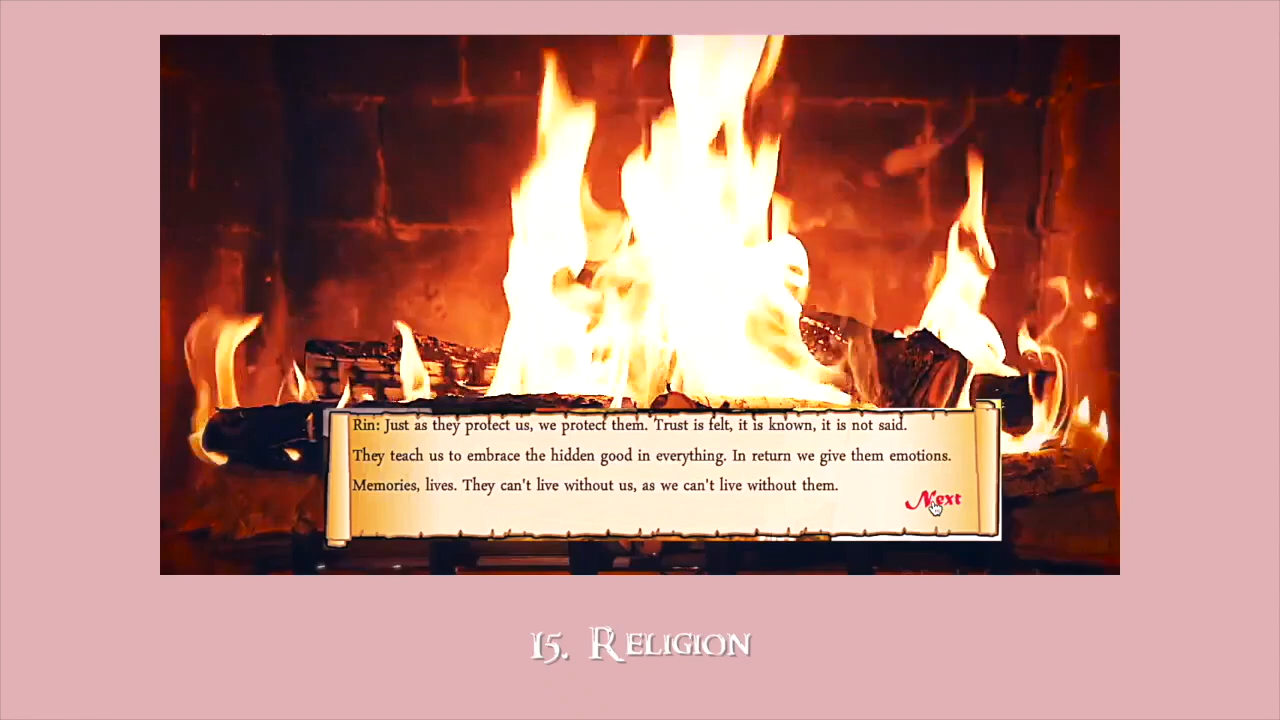 Rin: Just as they protect us, we protect them. Trust is felt, it is known, it is not said.
They teach us to embrace the hidden good in everything. In return we give them emotions.
Memories, lives. They can't live without us, as we can't live without them.
Next
15. Religion